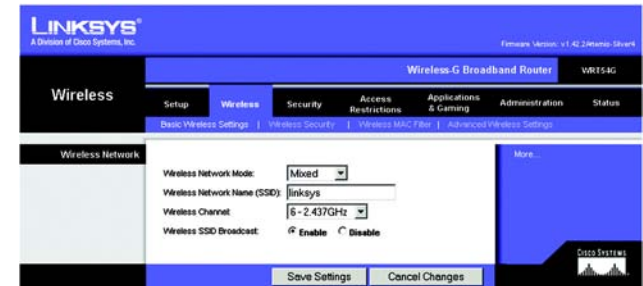 LINKSYS®
A Division of Cisco Systems, Inc.
Firmware Version: v1.42.2
Wireless-G Broadband Router WRT54G
Wireless
Setup Wireless Security Access Restrictions Applications & Gaming Administration Status
Basic Wireless Settings | Wireless Security | Wireless MAC Filter | Advanced Wireless Settings
Wireless Network
More...
Wireless Network Mode: Mixed
Wireless Network Name (SSID): linksys
Wireless Channel: 6 - 2.437GHz
Wireless SSID Broadcast: Enable Disable
CISCO SYSTEMS
Save Settings Cancel Changes